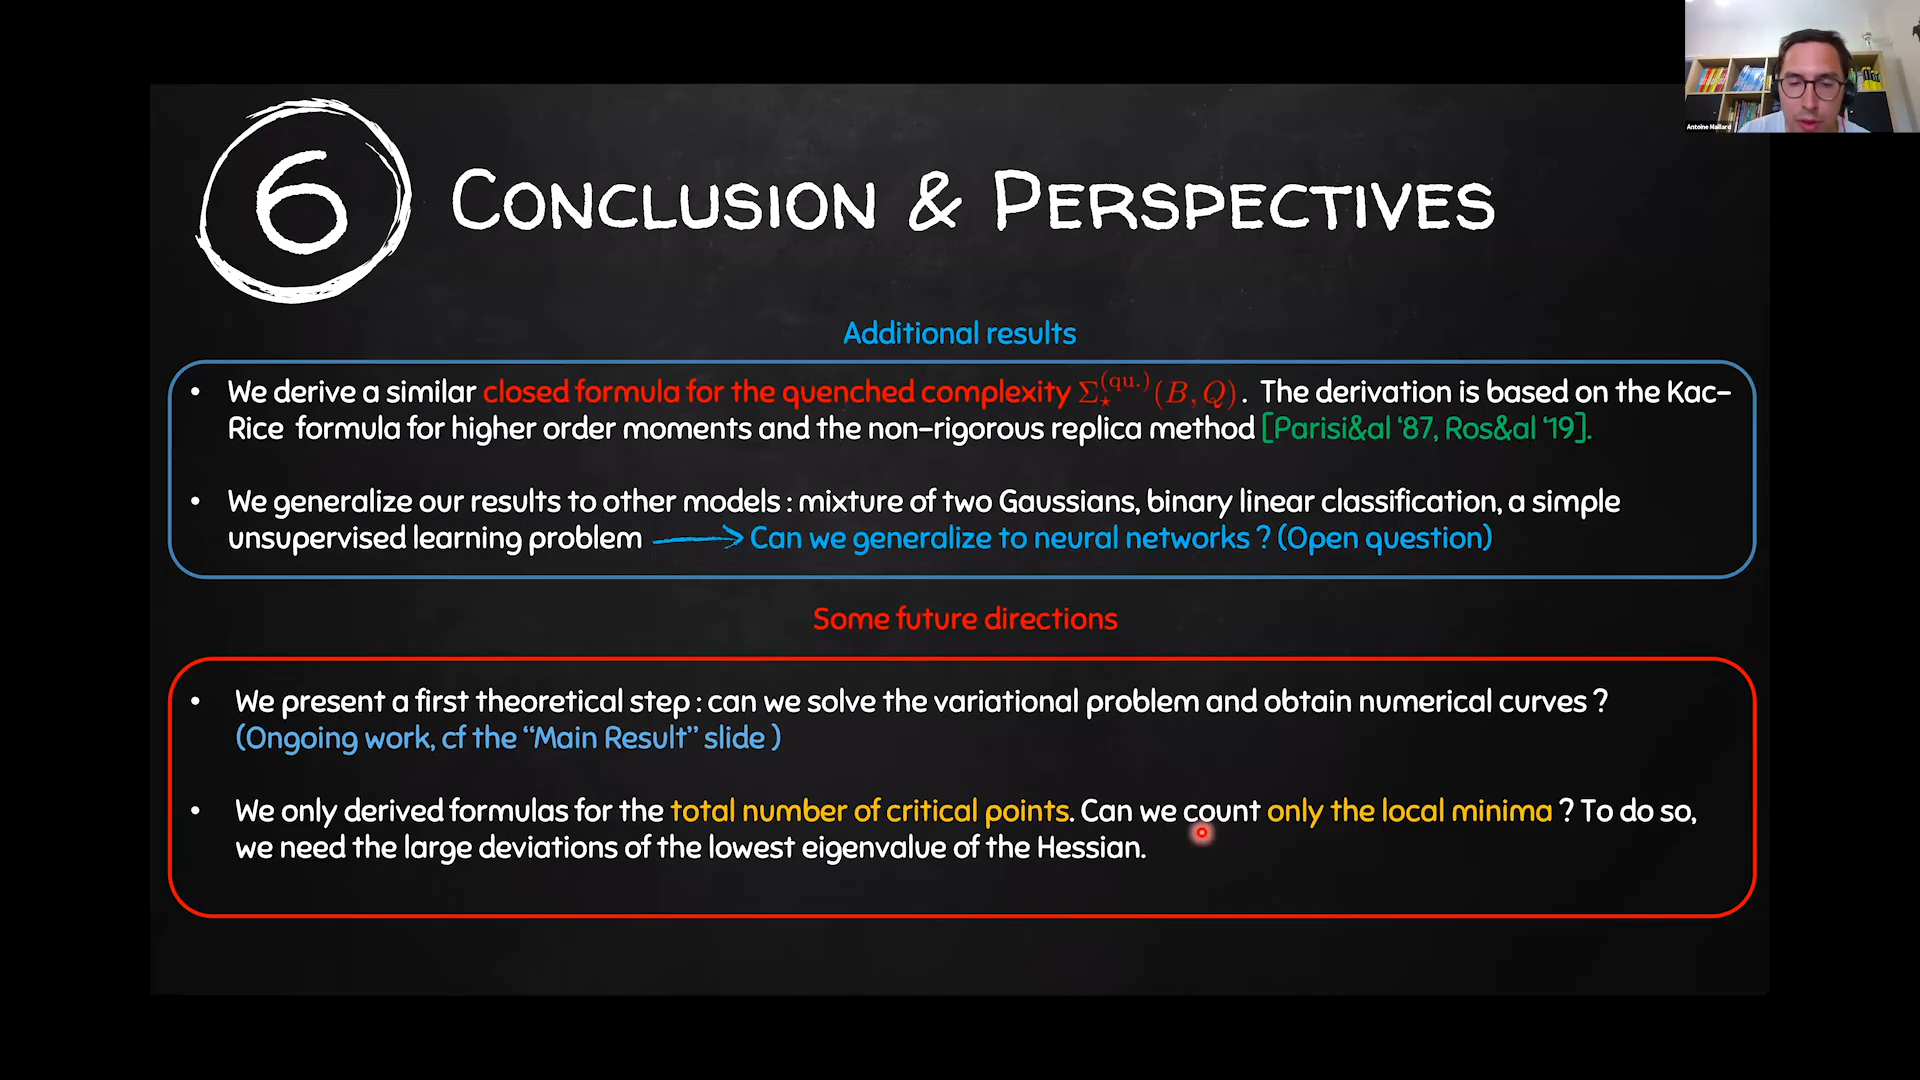 Antoine Maillard
6 CONCLUSION & PERSPECTIVES
Additional results
• We derive a similar closed formula for the quenched complexity Σ⋆^(qu.)(B, Q). The derivation is based on the Kac-
Rice formula for higher order moments and the non-rigorous replica method [Parisi&al '87, Ros&al '19].
• We generalize our results to other models : mixture of two Gaussians, binary linear classification, a simple
unsupervised learning problem ⟶ Can we generalize to neural networks ? (Open question)
Some future directions
• We present a first theoretical step : can we solve the variational problem and obtain numerical curves ?
(Ongoing work, cf the “Main Result” slide )
• We only derived formulas for the total number of critical points. Can we count only the local minima ? To do so,
we need the large deviations of the lowest eigenvalue of the Hessian.